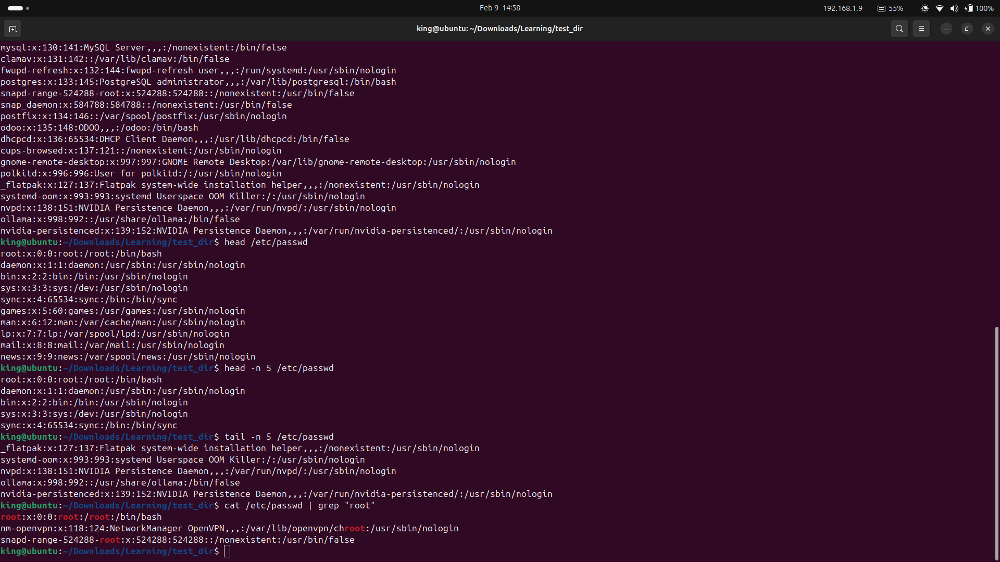 Feb 9 14:58
192.168.1.9 55% 100%
king@ubuntu: ~/Downloads/Learning/test_dir
mysql:x:130:141:MySQL Server,,,:/nonexistent:/bin/false
clamav:x:131:142::/var/lib/clamav:/bin/false
fwupd-refresh:x:132:144:fwupd-refresh user,,,:/run/systemd:/usr/sbin/nologin
postgres:x:133:145:PostgreSQL administrator,,,:/var/lib/postgresql:/bin/bash
snapd-range-524288-root:x:524288:524288::/nonexistent:/usr/bin/false
snap_daemon:x:584788:584788::/nonexistent:/usr/bin/false
postfix:x:134:146::/var/spool/postfix:/usr/sbin/nologin
odoo:x:135:148:ODOO,,,:/odoo:/bin/bash
dhcpcd:x:136:65534:DHCP Client Daemon,,,:/usr/lib/dhcpcd:/bin/false
cups-browsed:x:137:121::/nonexistent:/usr/sbin/nologin
gnome-remote-desktop:x:997:997:GNOME Remote Desktop:/var/lib/gnome-remote-desktop:/usr/sbin/nologin
polkitd:x:996:996:User for polkitd:/:/usr/sbin/nologin
_flatpak:x:127:137:Flatpak system-wide installation helper,,,:/nonexistent:/usr/sbin/nologin
systemd-oom:x:993:993:systemd Userspace OOM Killer:/:/usr/sbin/nologin
nvpd:x:138:151:NVIDIA Persistence Daemon,,,:/var/run/nvpd/:/usr/sbin/nologin
ollama:x:998:992::/usr/share/ollama:/bin/false
nvidia-persistenced:x:139:152:NVIDIA Persistence Daemon,,,:/var/run/nvidia-persistenced/:/usr/sbin/nologin
king@ubuntu:~/Downloads/Learning/test_dir$ head /etc/passwd
root:x:0:0:root:/root:/bin/bash
daemon:x:1:1:daemon:/usr/sbin:/usr/sbin/nologin
bin:x:2:2:bin:/bin:/usr/sbin/nologin
sys:x:3:3:sys:/dev:/usr/sbin/nologin
sync:x:4:65534:sync:/bin:/bin/sync
games:x:5:60:games:/usr/games:/usr/sbin/nologin
man:x:6:12:man:/var/cache/man:/usr/sbin/nologin
lp:x:7:7:lp:/var/spool/lpd:/usr/sbin/nologin
mail:x:8:8:mail:/var/mail:/usr/sbin/nologin
news:x:9:9:news:/var/spool/news:/usr/sbin/nologin
king@ubuntu:~/Downloads/Learning/test_dir$ head -n 5 /etc/passwd
root:x:0:0:root:/root:/bin/bash
daemon:x:1:1:daemon:/usr/sbin:/usr/sbin/nologin
bin:x:2:2:bin:/bin:/usr/sbin/nologin
sys:x:3:3:sys:/dev:/usr/sbin/nologin
sync:x:4:65534:sync:/bin:/bin/sync
king@ubuntu:~/Downloads/Learning/test_dir$ tail -n 5 /etc/passwd
_flatpak:x:127:137:Flatpak system-wide installation helper,,,:/nonexistent:/usr/sbin/nologin
systemd-oom:x:993:993:systemd Userspace OOM Killer:/:/usr/sbin/nologin
nvpd:x:138:151:NVIDIA Persistence Daemon,,,:/var/run/nvpd/:/usr/sbin/nologin
ollama:x:998:992::/usr/share/ollama:/bin/false
nvidia-persistenced:x:139:152:NVIDIA Persistence Daemon,,,:/var/run/nvidia-persistenced/:/usr/sbin/nologin
king@ubuntu:~/Downloads/Learning/test_dir$ cat /etc/passwd | grep "root"
root:x:0:0:root:/root:/bin/bash
nm-openvpn:x:118:124:NetworkManager OpenVPN,,,:/var/lib/openvpn/chroot:/usr/sbin/nologin
snapd-range-524288-root:x:524288:524288::/nonexistent:/usr/bin/false
king@ubuntu:~/Downloads/Learning/test_dir$